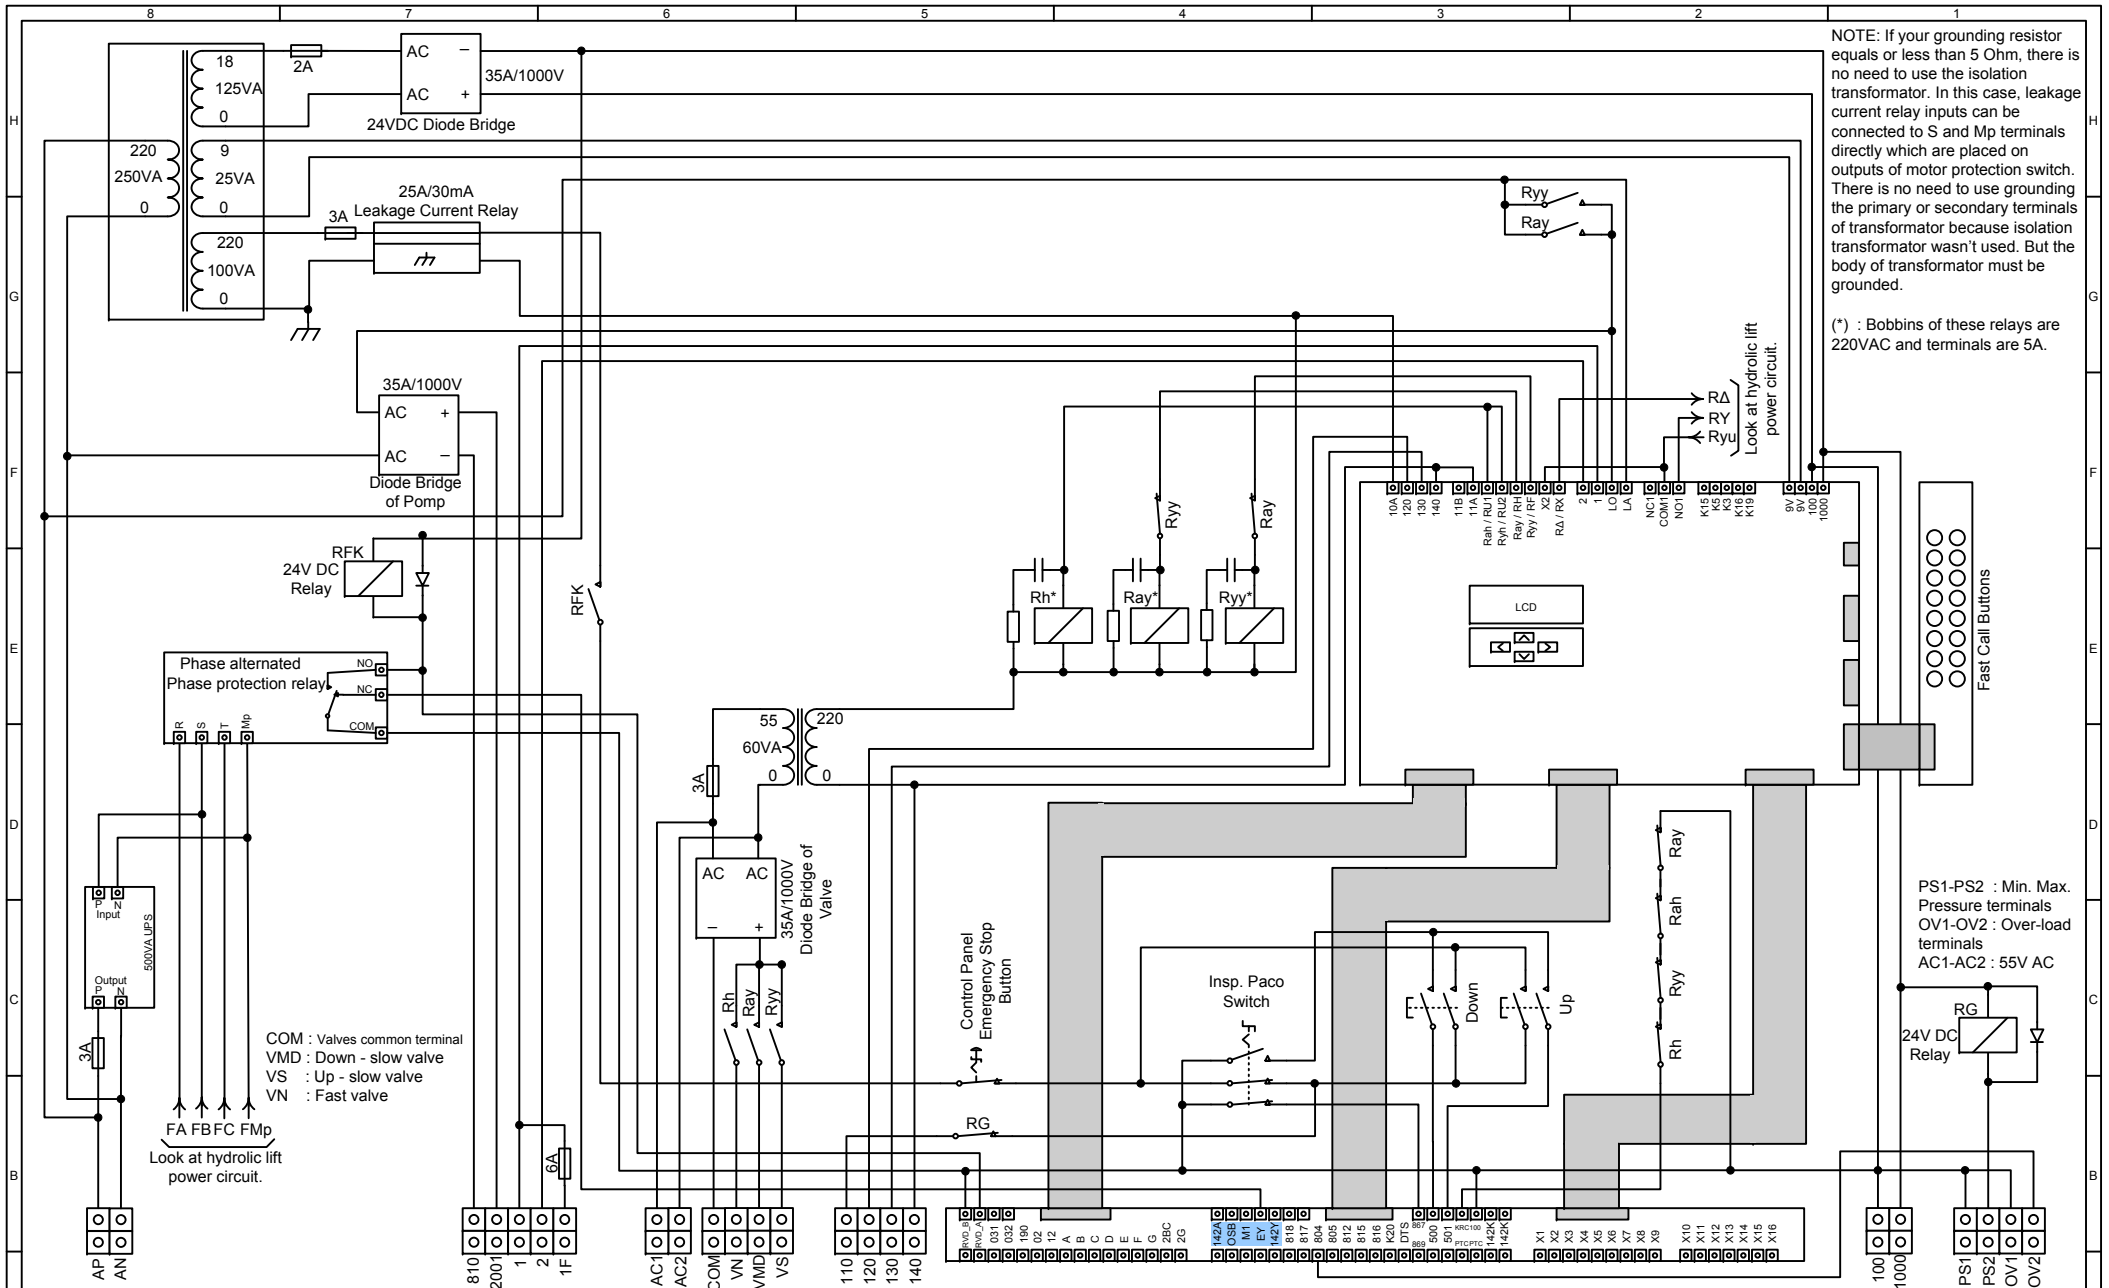 8 7 6 5 4 3 2 1
H
G
F
E
D
C
B
H
G
F
E
D
C
B
18
125VA
0
220
250VA
0
9
25VA
0
220
100VA
0
2A
AC −
AC +
35A/1000V
24VDC Diode Bridge
25A/30mA
Leakage Current Relay
3A
35A/1000V
AC +
AC −
Diode Bridge
of Pomp
RFK
24V DC
Relay
RFK
Phase alternated
Phase protection relay
NO
NC
COM
R S T Mp
P N
Input
500VA UPS
Output
P N
3A
COM : Valves common terminal
VMD : Down - slow valve
VS : Up - slow valve
VN : Fast valve
FA FB FC FMp
Look at hydrolic lift
power circuit.
6A
AP AN
810 2001 1 2 1F
55
60VA
0
220
0
3A
AC AC
− +
35A/1000V
Diode Bridge of
Valve
Rh Ray Ryy
AC1 AC2 COM VN VMD VS
110 120 130 140
Ryy
Ray
Ryy
Ray
Rh*
Ray*
Ryy*
RΔ
RY
Ryu
Look at hydrolic lift
power circuit.
10A 120 130 140 11B 11A Rah / RU1 Ryh / RU2 Ray / RH Ryy / RF X2 RΔ / RX 2 1 LO LA NC1 COM1 NO1 K15 K5 K3 K16 K19 9V 9V 100 1000
LCD
Fast Call Buttons
Control Panel
Emergency Stop
Button
Insp. Paco
Switch
Down
Up
RG
Ray
Rah
Ryy
Rh
RVD_B RVD_A 031 032 190 02 12 A B C D E F G 2BC 2G
142A OSB M1 EY 142Y 818 817 804 805 812 815 816 K20 DTS 867 500 501 KRC100 142K 142K
869 PTC PTC
X1 X2 X3 X4 X5 X6 X7 X8 X9 X10 X11 X12 X13 X14 X15 X16
NOTE: If your grounding resistor
equals or less than 5 Ohm, there is
no need to use the isolation
transformator. In this case, leakage
current relay inputs can be
connected to S and Mp terminals
directly which are placed on
outputs of motor protection switch.
There is no need to use grounding
the primary or secondary terminals
of transformator because isolation
transformator wasn't used. But the
body of transformator must be
grounded.
(*) : Bobbins of these relays are
220VAC and terminals are 5A.
PS1-PS2 : Min. Max.
Pressure terminals
OV1-OV2 : Over-load
terminals
AC1-AC2 : 55V AC
RG
24V DC
Relay
100 1000
PS1 PS2 OV1 OV2